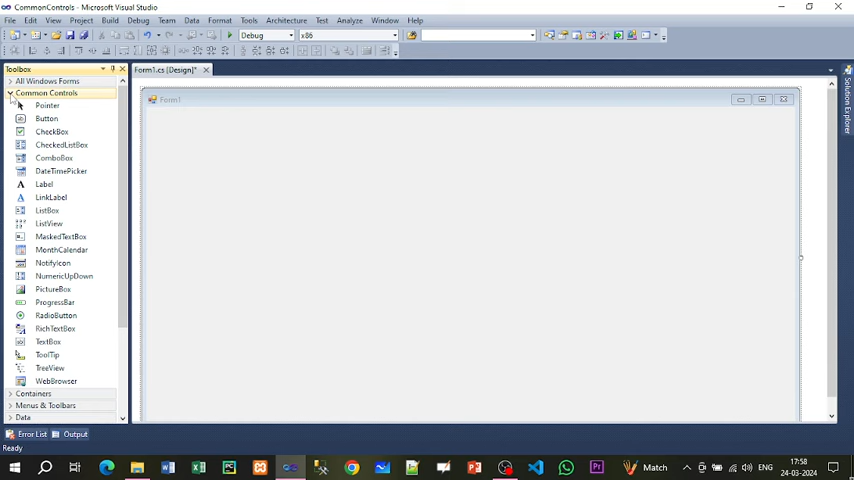 CommonControls - Microsoft Visual Studio
File Edit View Project Build Debug Team Data Format Tools Architecture Test Analyze Window Help
Debug x86
Toolbox
Form1.cs [Design]*
All Windows Forms
Common Controls
Pointer
Button
CheckBox
CheckedListBox
ComboBox
DateTimePicker
Label
LinkLabel
ListBox
ListView
MaskedTextBox
MonthCalendar
NotifyIcon
NumericUpDown
PictureBox
ProgressBar
RadioButton
RichTextBox
TextBox
ToolTip
TreeView
WebBrowser
Containers
Menus & Toolbars
Data
Form1
Solution Explorer
Error List Output
Ready
Match
ENG
17:58
24-03-2024